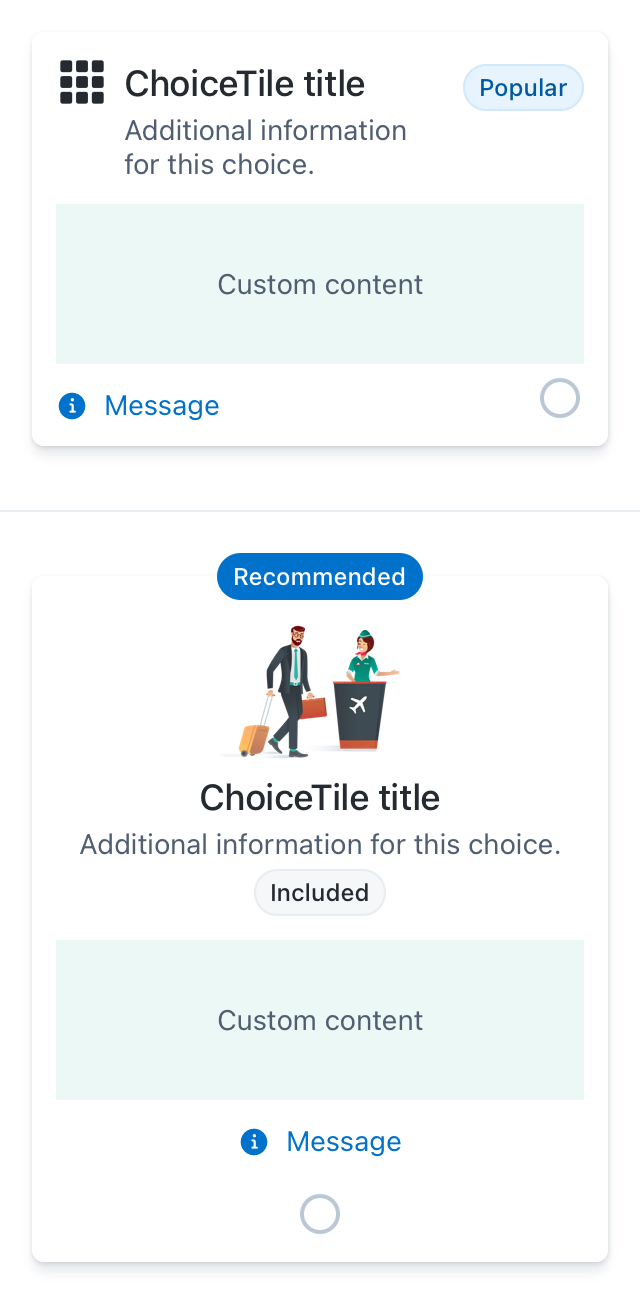 ChoiceTile title
Popular
Additional information
for this choice.
Custom content
Message
Recommended
ChoiceTile title
Additional information for this choice.
Included
Custom content
Message